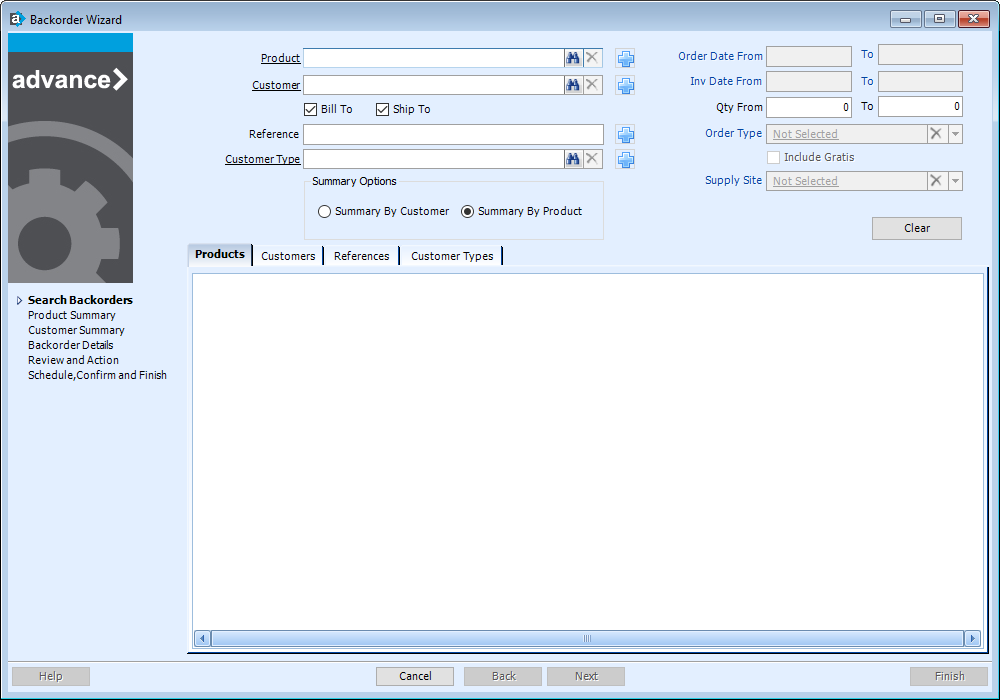 Backorder Wizard
advance
Search Backorders
Product Summary
Customer Summary
Backorder Details
Review and Action
Schedule,Confirm and Finish
Product
Customer
Bill To Ship To
Reference
Customer Type
Summary Options
Summary By Customer Summary By Product
Order Date From To
Inv Date From To
Qty From 0 To 0
Order Type Not Selected
Include Gratis
Supply Site Not Selected
Clear
Products Customers References Customer Types
Help Cancel Back Next Finish